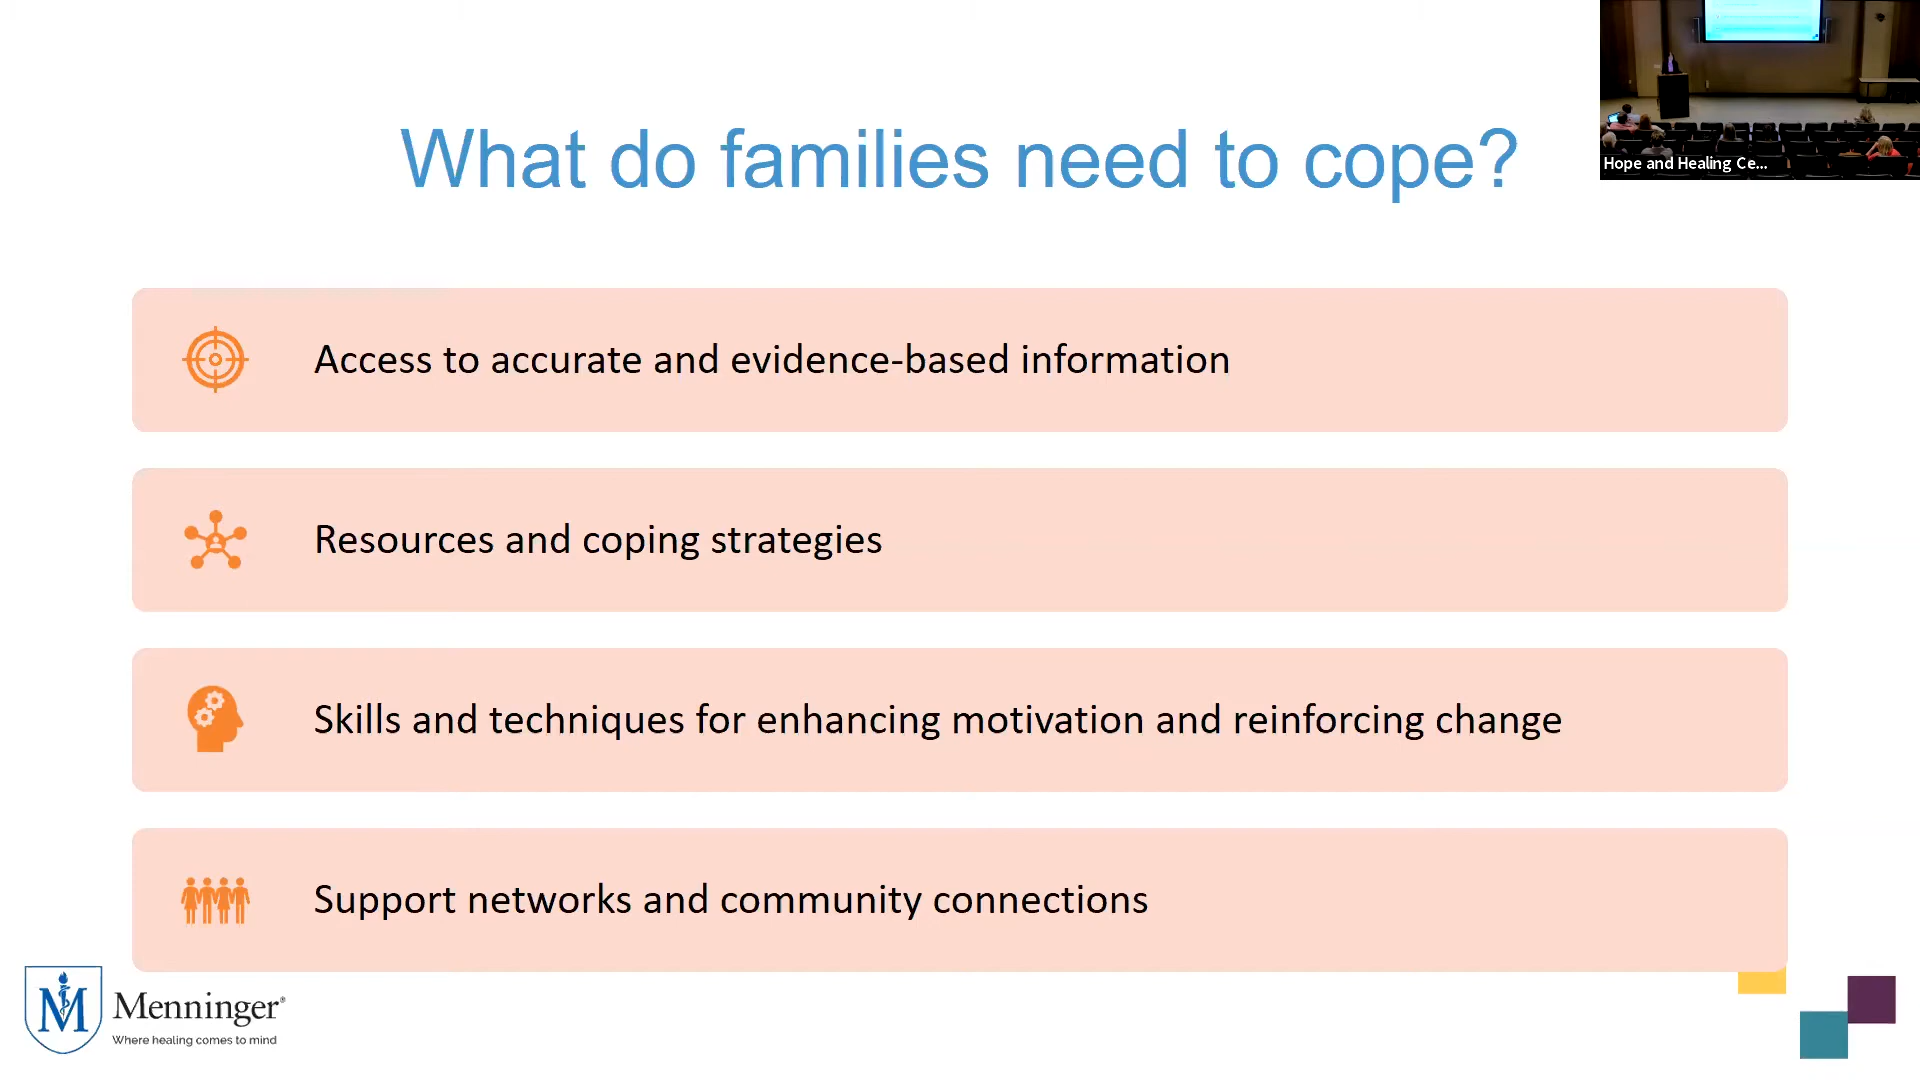 What do families need to cope?
Hope and Healing Ce...
Access to accurate and evidence-based information
Resources and coping strategies
Skills and techniques for enhancing motivation and reinforcing change
Support networks and community connections
M
Menninger®
Where healing comes to mind